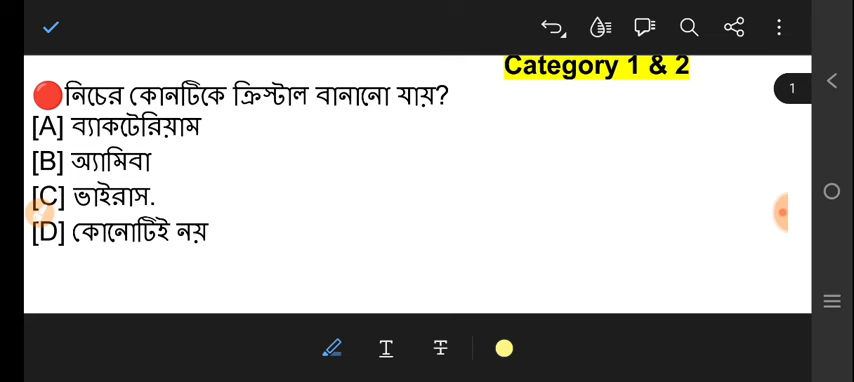 Category 1 & 2
1
🔴নিচের কোনটিকে ক্রিস্টাল বানানো যায়?
[A] ব্যাকটেরিয়াম
[B] অ্যামিবা
[C] ভাইরাস.
[D] কোনোটিই নয়